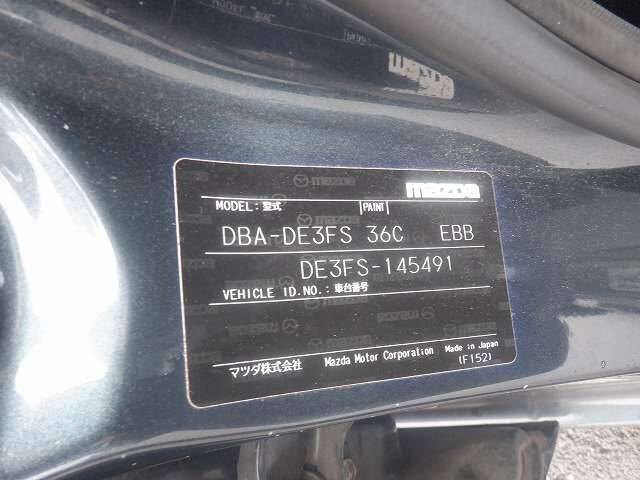 mazda
MODEL:型式 PAINT
DBA-DE3FS 36C EBB
DE3FS-145491
VEHICLE ID.NO.:車台番号
マツダ株式会社 Mazda Motor Corporation Made in Japan
(F152)